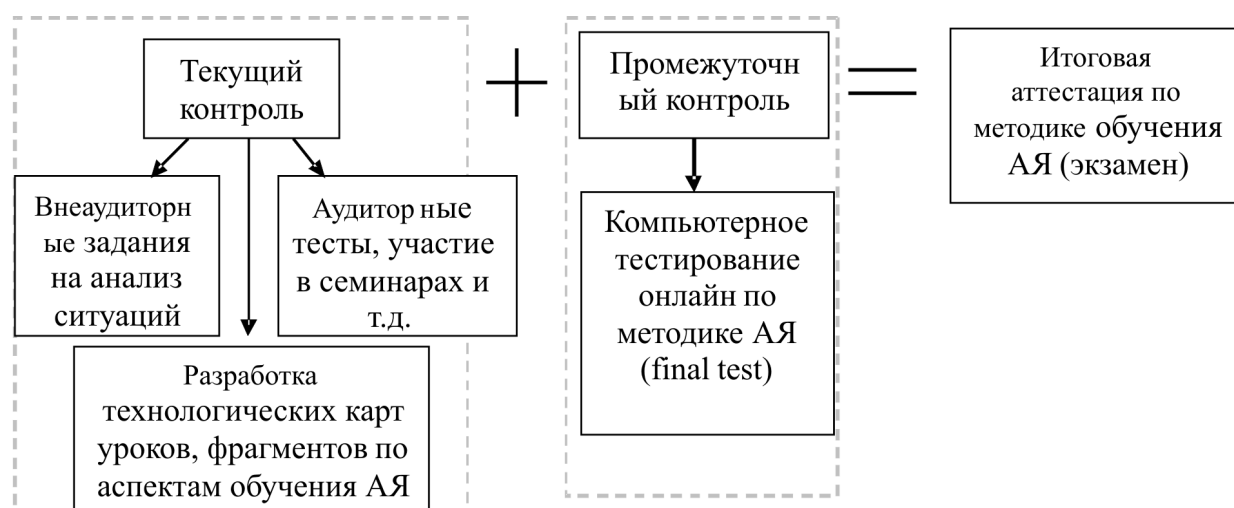 Текущий
контроль
Внеаудиторн
ые задания
на анализ
ситуаций
Аудитор ные
тесты, участие
в семинарах и
т.д.
Разработка
технологических карт
уроков, фрагментов по
аспектам обучения АЯ
+
Промежуточн
ый контроль
Компьютерное
тестирование
онлайн по
методике АЯ
(final test)
=
Итоговая
аттестация по
методике обучения
АЯ (экзамен)